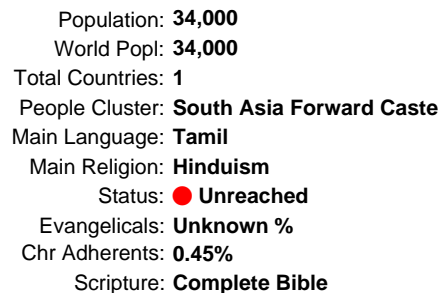 Population: 34,000
World Popl: 34,000
Total Countries: 1
People Cluster: South Asia Forward Caste
Main Language: Tamil
Main Religion: Hinduism
Status: Unreached
Evangelicals: Unknown %
Chr Adherents: 0.45%
Scripture: Complete Bible